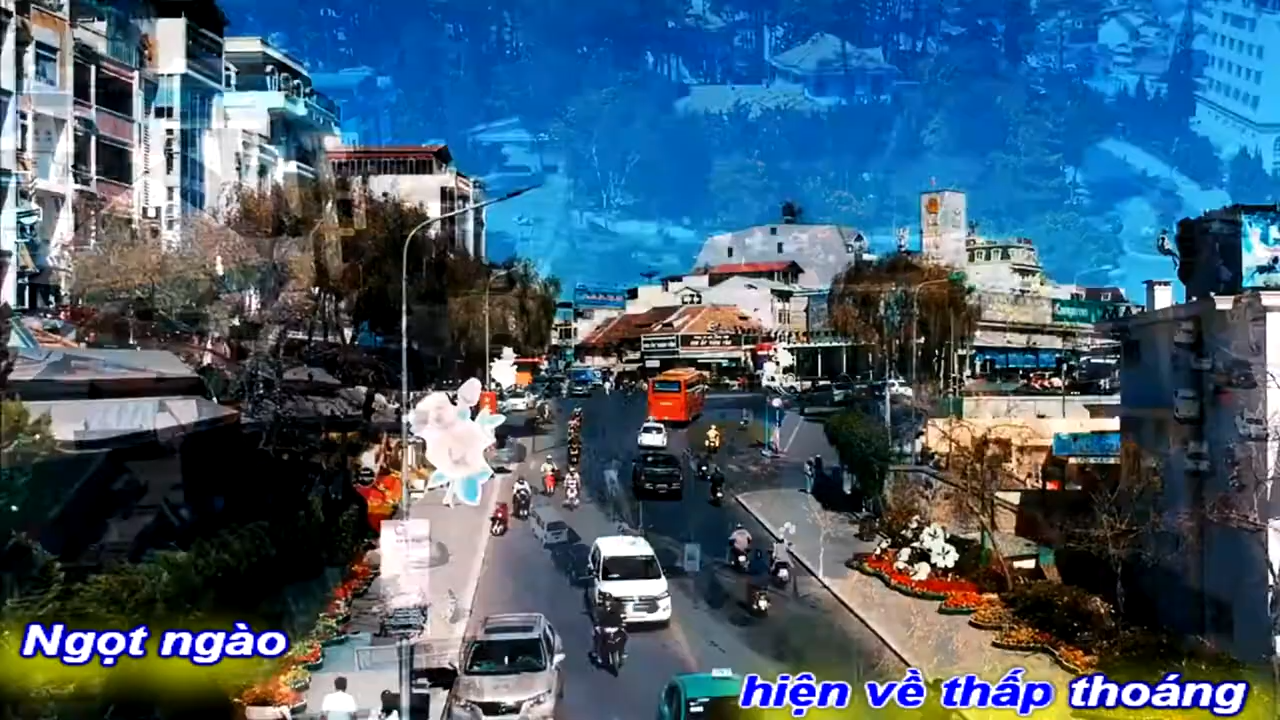 Ngọt ngào
hiện về thấp thoáng